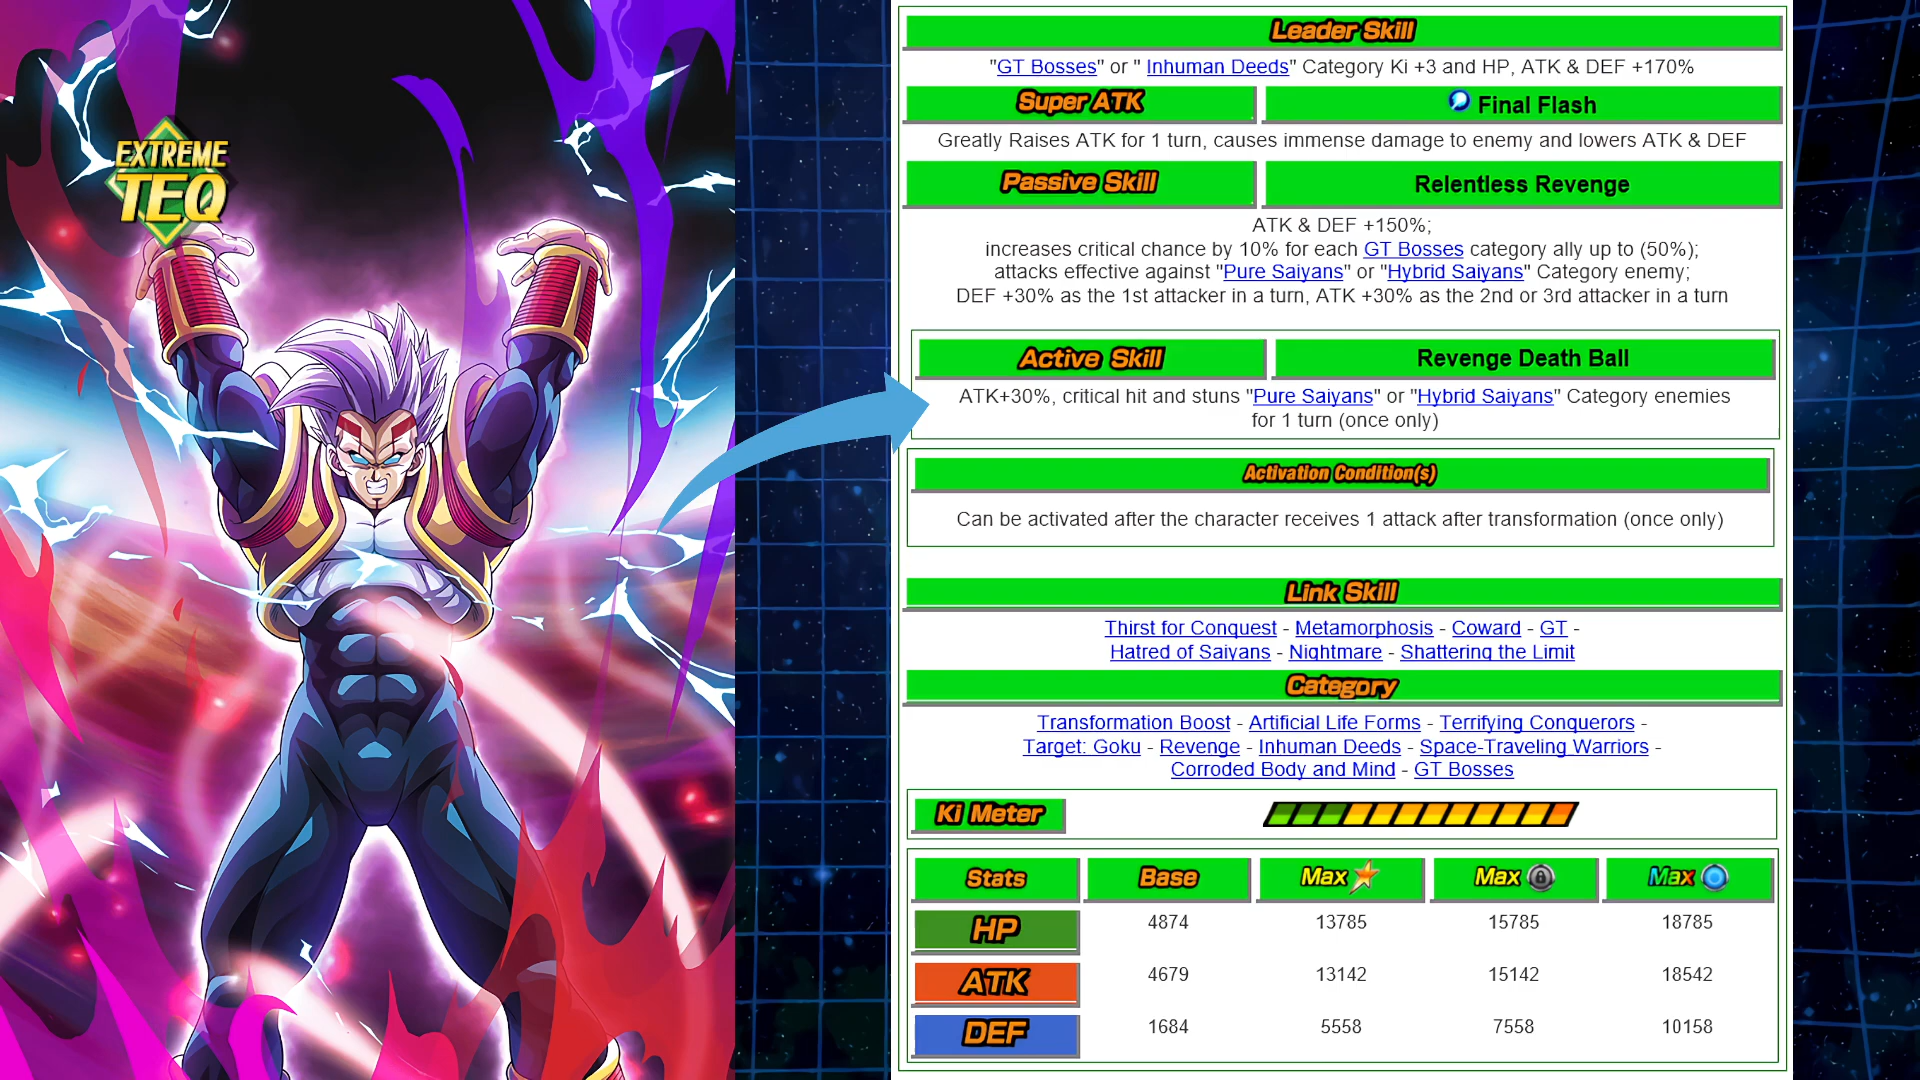 EXTREME
TEQ
Leader Skill
"GT Bosses" or " Inhuman Deeds" Category Ki +3 and HP, ATK & DEF +170%
Super ATK
Final Flash
Greatly Raises ATK for 1 turn, causes immense damage to enemy and lowers ATK & DEF
Passive Skill
Relentless Revenge
ATK & DEF +150%;
increases critical chance by 10% for each GT Bosses category ally up to (50%);
attacks effective against "Pure Saiyans" or "Hybrid Saiyans" Category enemy;
DEF +30% as the 1st attacker in a turn, ATK +30% as the 2nd or 3rd attacker in a turn
Active Skill
Revenge Death Ball
ATK+30%, critical hit and stuns "Pure Saiyans" or "Hybrid Saiyans" Category enemies
for 1 turn (once only)
Activation Condition(s)
Can be activated after the character receives 1 attack after transformation (once only)
Link Skill
Thirst for Conquest - Metamorphosis - Coward - GT -
Hatred of Saiyans - Nightmare - Shattering the Limit
Category
Transformation Boost - Artificial Life Forms - Terrifying Conquerors -
Target: Goku - Revenge - Inhuman Deeds - Space-Traveling Warriors -
Corroded Body and Mind - GT Bosses
Ki Meter
Stats Base Max Max Max
HP 4874 13785 15785 18785
ATK 4679 13142 15142 18542
DEF 1684 5558 7558 10158